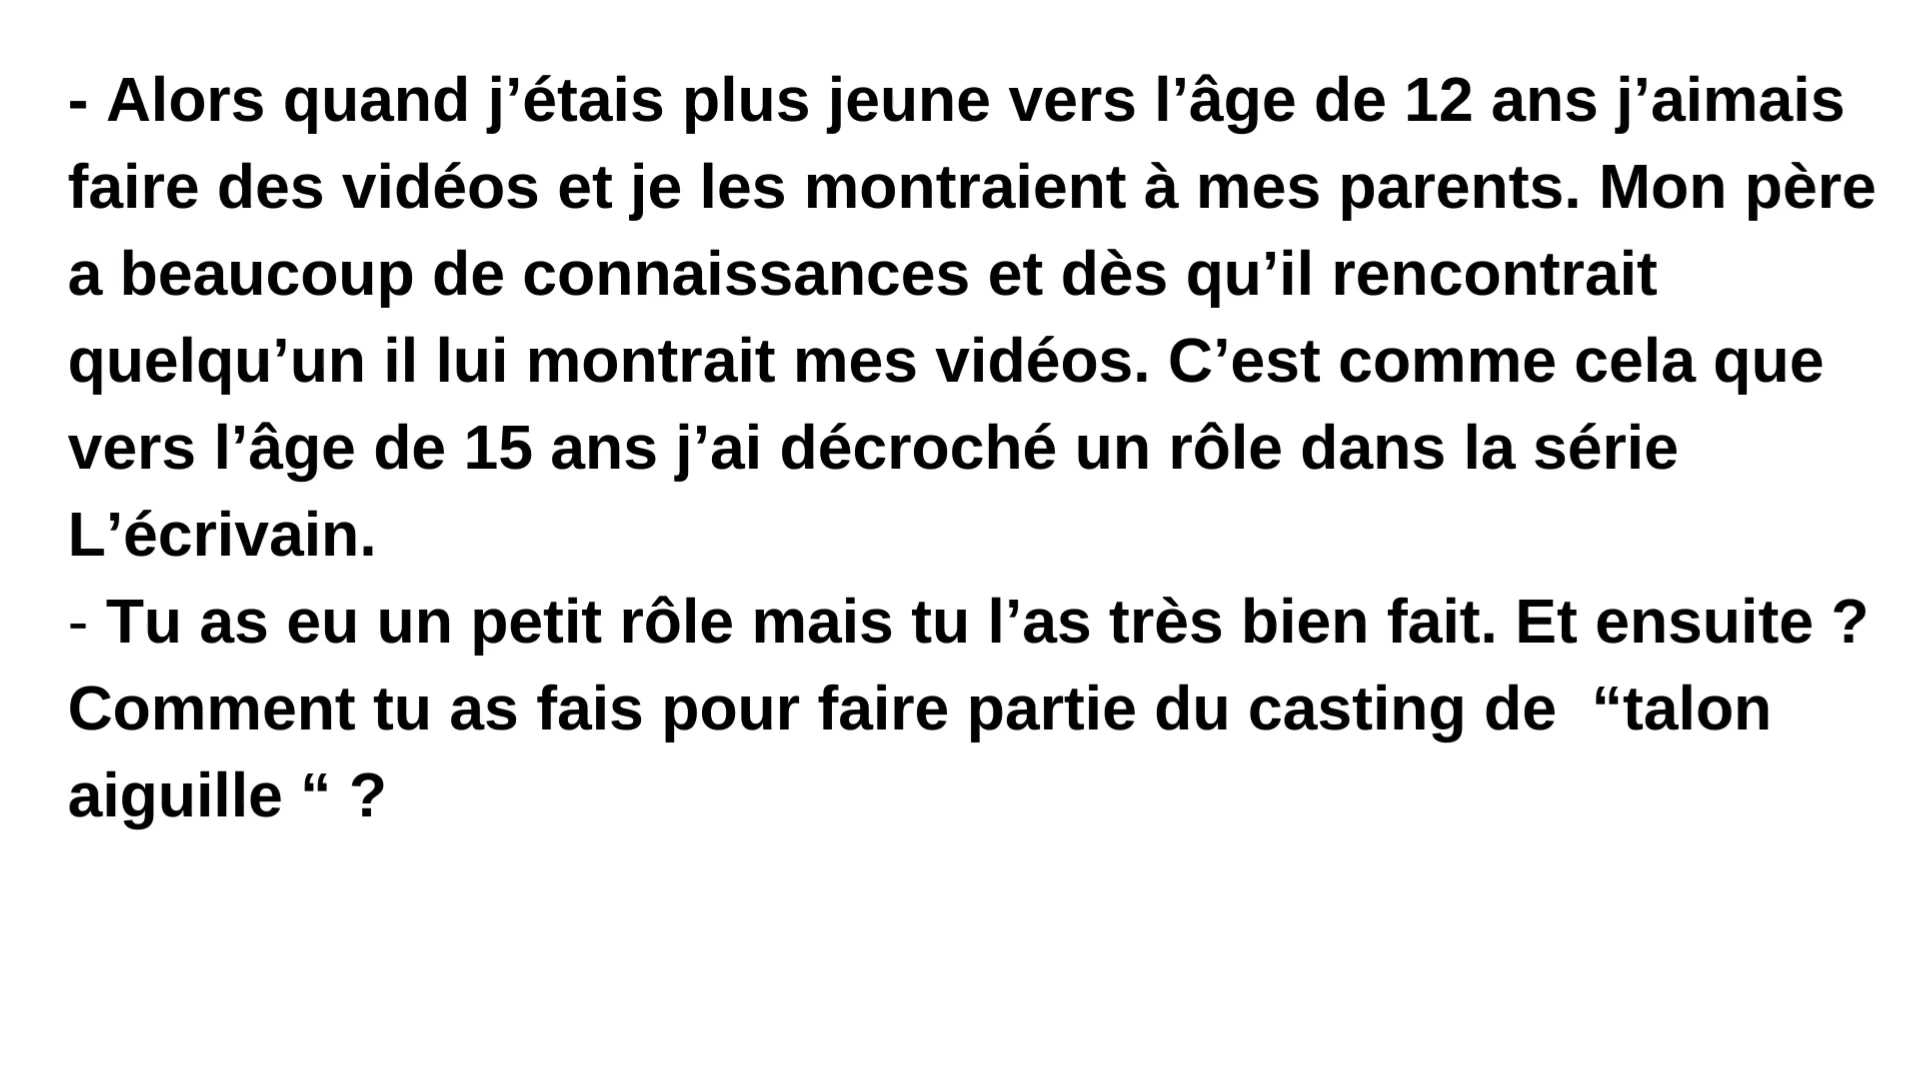 - Alors quand j’étais plus jeune vers l’âge de 12 ans j’aimais
faire des vidéos et je les montraient à mes parents. Mon père
a beaucoup de connaissances et dès qu’il rencontrait
quelqu’un il lui montrait mes vidéos. C’est comme cela que
vers l’âge de 15 ans j’ai décroché un rôle dans la série
L’écrivain.
- Tu as eu un petit rôle mais tu l’as très bien fait. Et ensuite ?
Comment tu as fais pour faire partie du casting de  “talon
aiguille “ ?